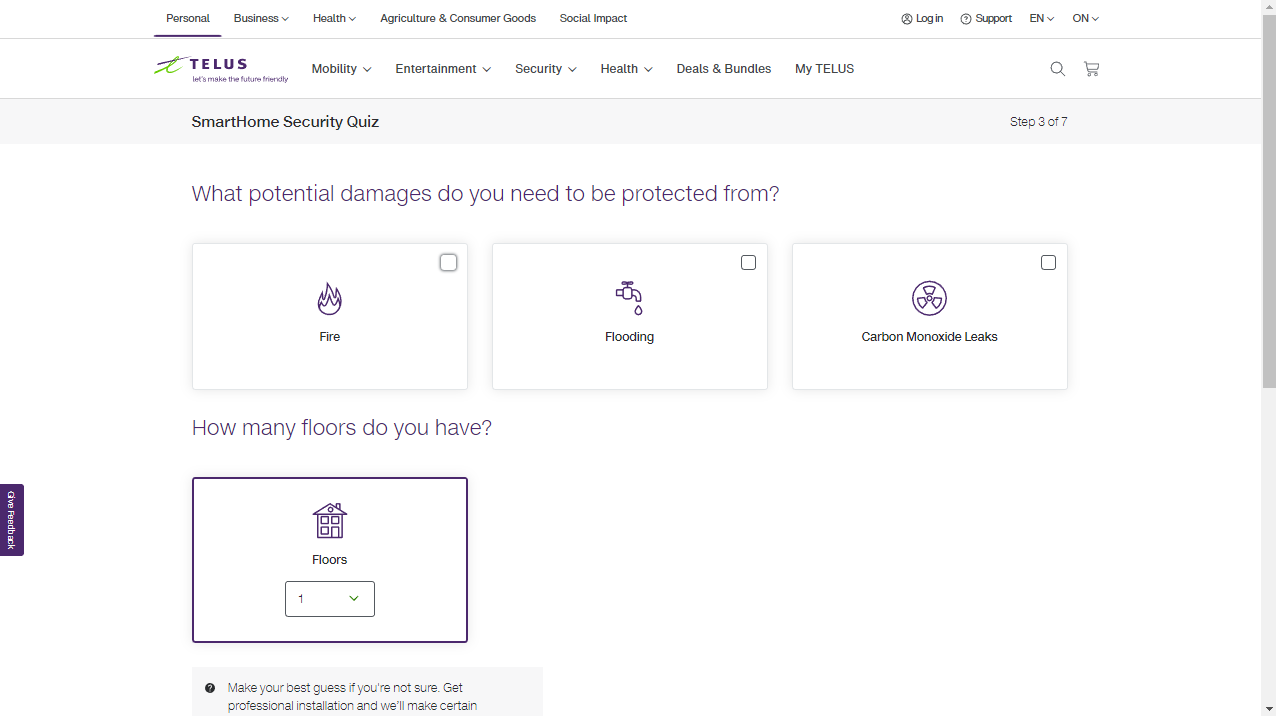 Personal Business Health Agriculture & Consumer Goods Social Impact Log in Support EN ON
TELUS
let's make the future friendly
Mobility Entertainment Security Health Deals & Bundles My TELUS
SmartHome Security Quiz Step 3 of 7
What potential damages do you need to be protected from?
Fire Flooding Carbon Monoxide Leaks
How many floors do you have?
Give Feedback
Floors
1
Make your best guess if you're not sure. Get
professional installation and we'll make certain